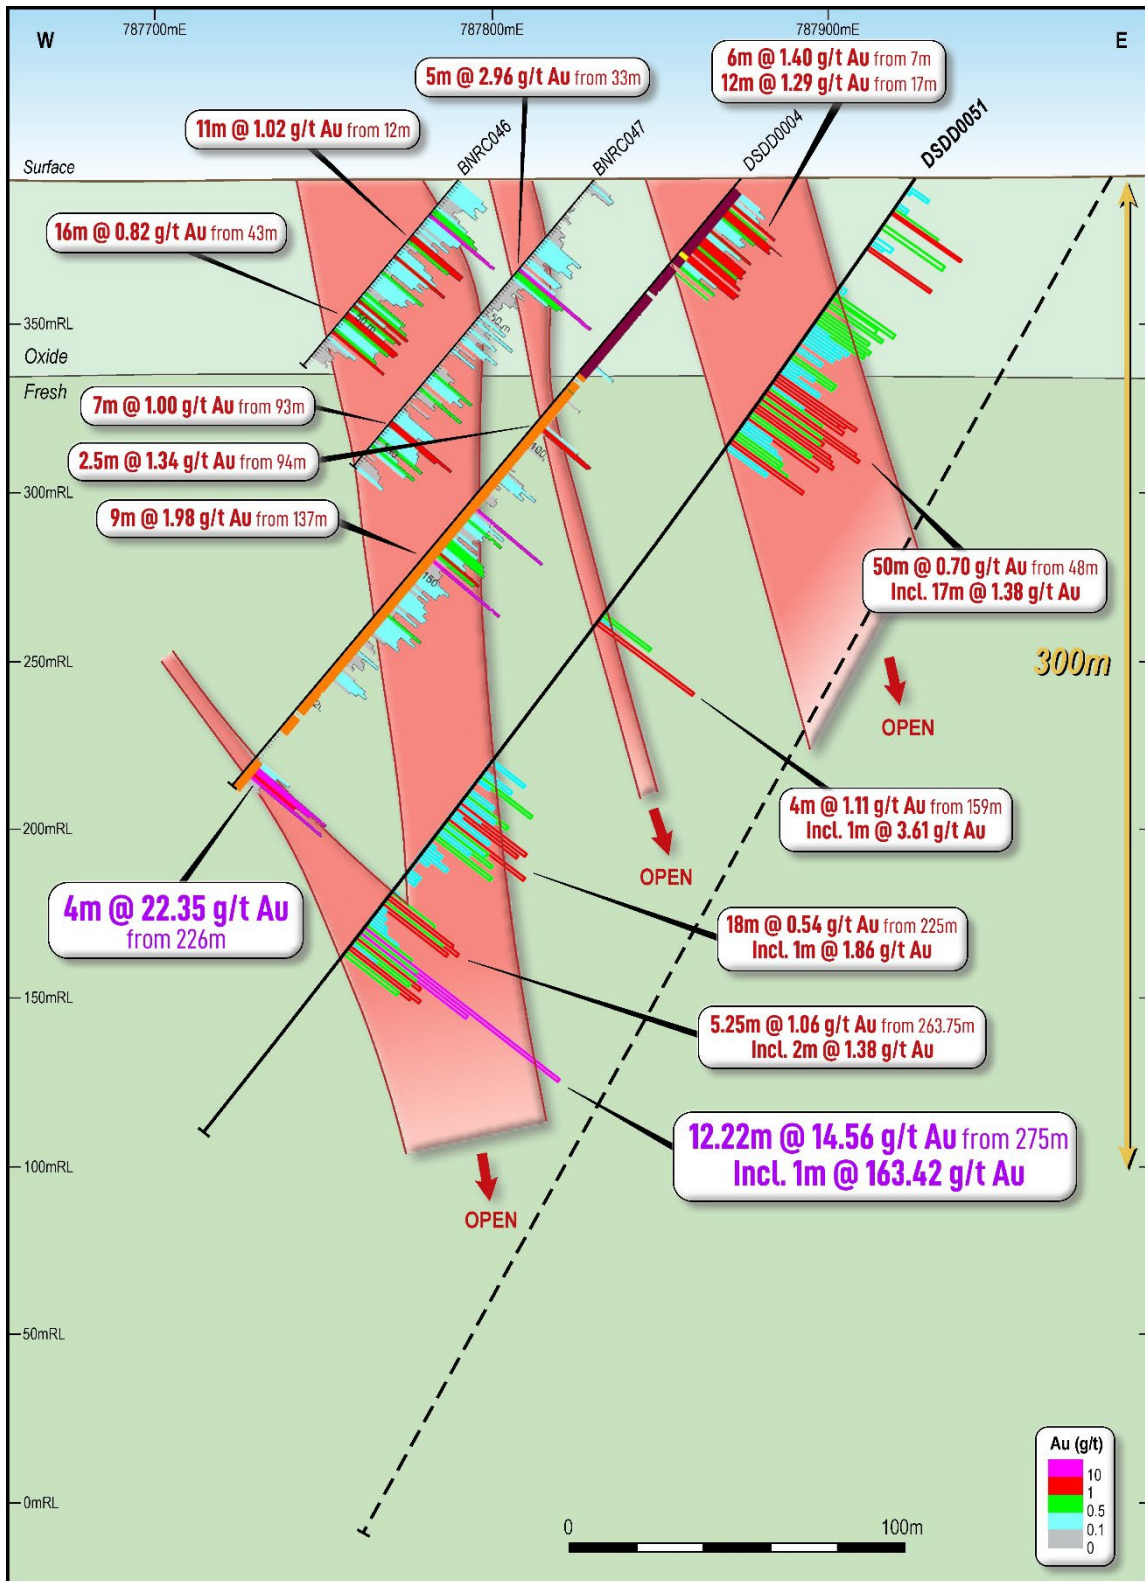 787700mE
787800mE
787900mE
W
E
6m @ 1.40 g/t Au from 7m
12m @ 1.29 g/t Au from 17m
5m @ 2.96 g/t Au from 33m
11m @ 1.02 g/t Au from 12m
BNRC046
BNRC047
DSDD0004
DSDD0051
Surface
16m @ 0.82 g/t Au from 43m
50 m
50 m
350mRL
Oxide
Fresh
7m @ 1.00 g/t Au from 93m
2.5m @ 1.34 g/t Au from 94m
100
300mRL
9m @ 1.98 g/t Au from 137m
150
50m @ 0.70 g/t Au from 48m
Incl. 17m @ 1.38 g/t Au
250mRL
300m
OPEN
4m @ 1.11 g/t Au from 159m
Incl. 1m @ 3.61 g/t Au
200mRL
OPEN
4m @ 22.35 g/t Au
from 226m
18m @ 0.54 g/t Au from 225m
Incl. 1m @ 1.86 g/t Au
150mRL
5.25m @ 1.06 g/t Au from 263.75m
Incl. 2m @ 1.38 g/t Au
12.22m @ 14.56 g/t Au from 275m
Incl. 1m @ 163.42 g/t Au
100mRL
OPEN
50mRL
0mRL
0
100m
Au (g/t)
10
1
0.5
0.1
0